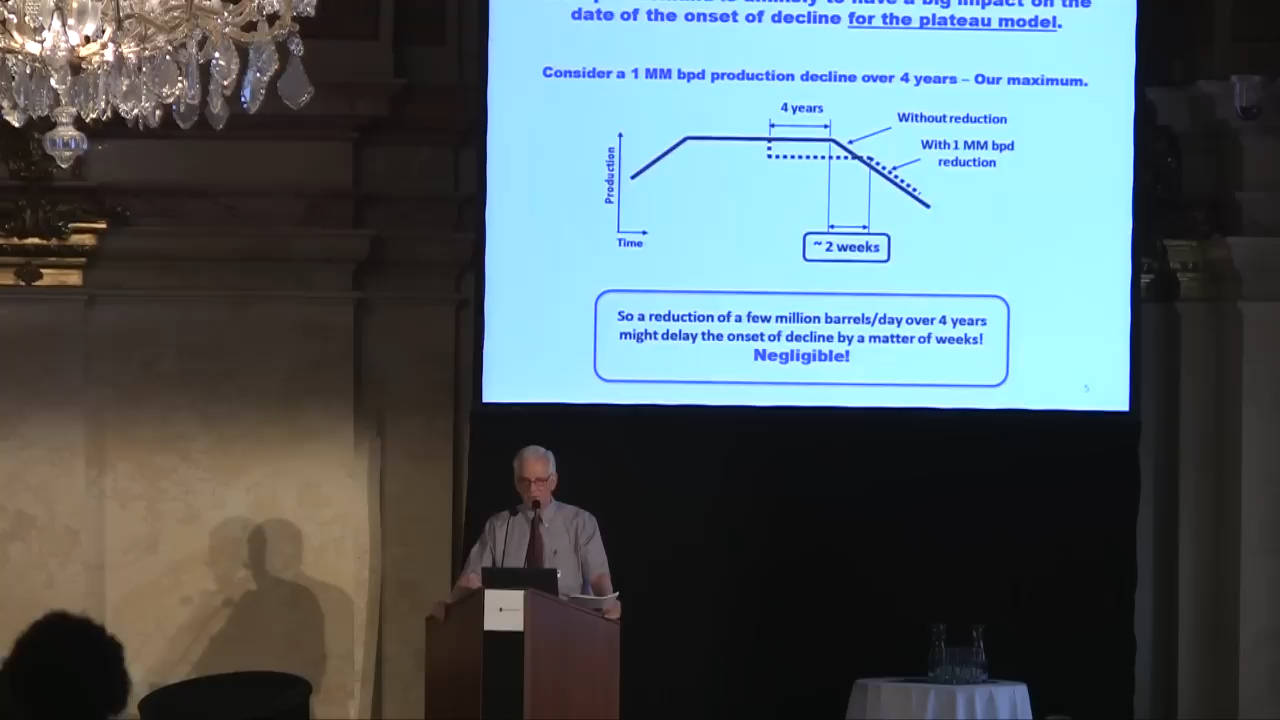 date of the onset of decline for the plateau model.
Consider a 1 MM bpd production decline over 4 years – Our maximum.
4 years
Without reduction
With 1 MM bpd
reduction
Production
Time
~ 2 weeks
So a reduction of a few million barrels/day over 4 years
might delay the onset of decline by a matter of weeks!
Negligible!
5